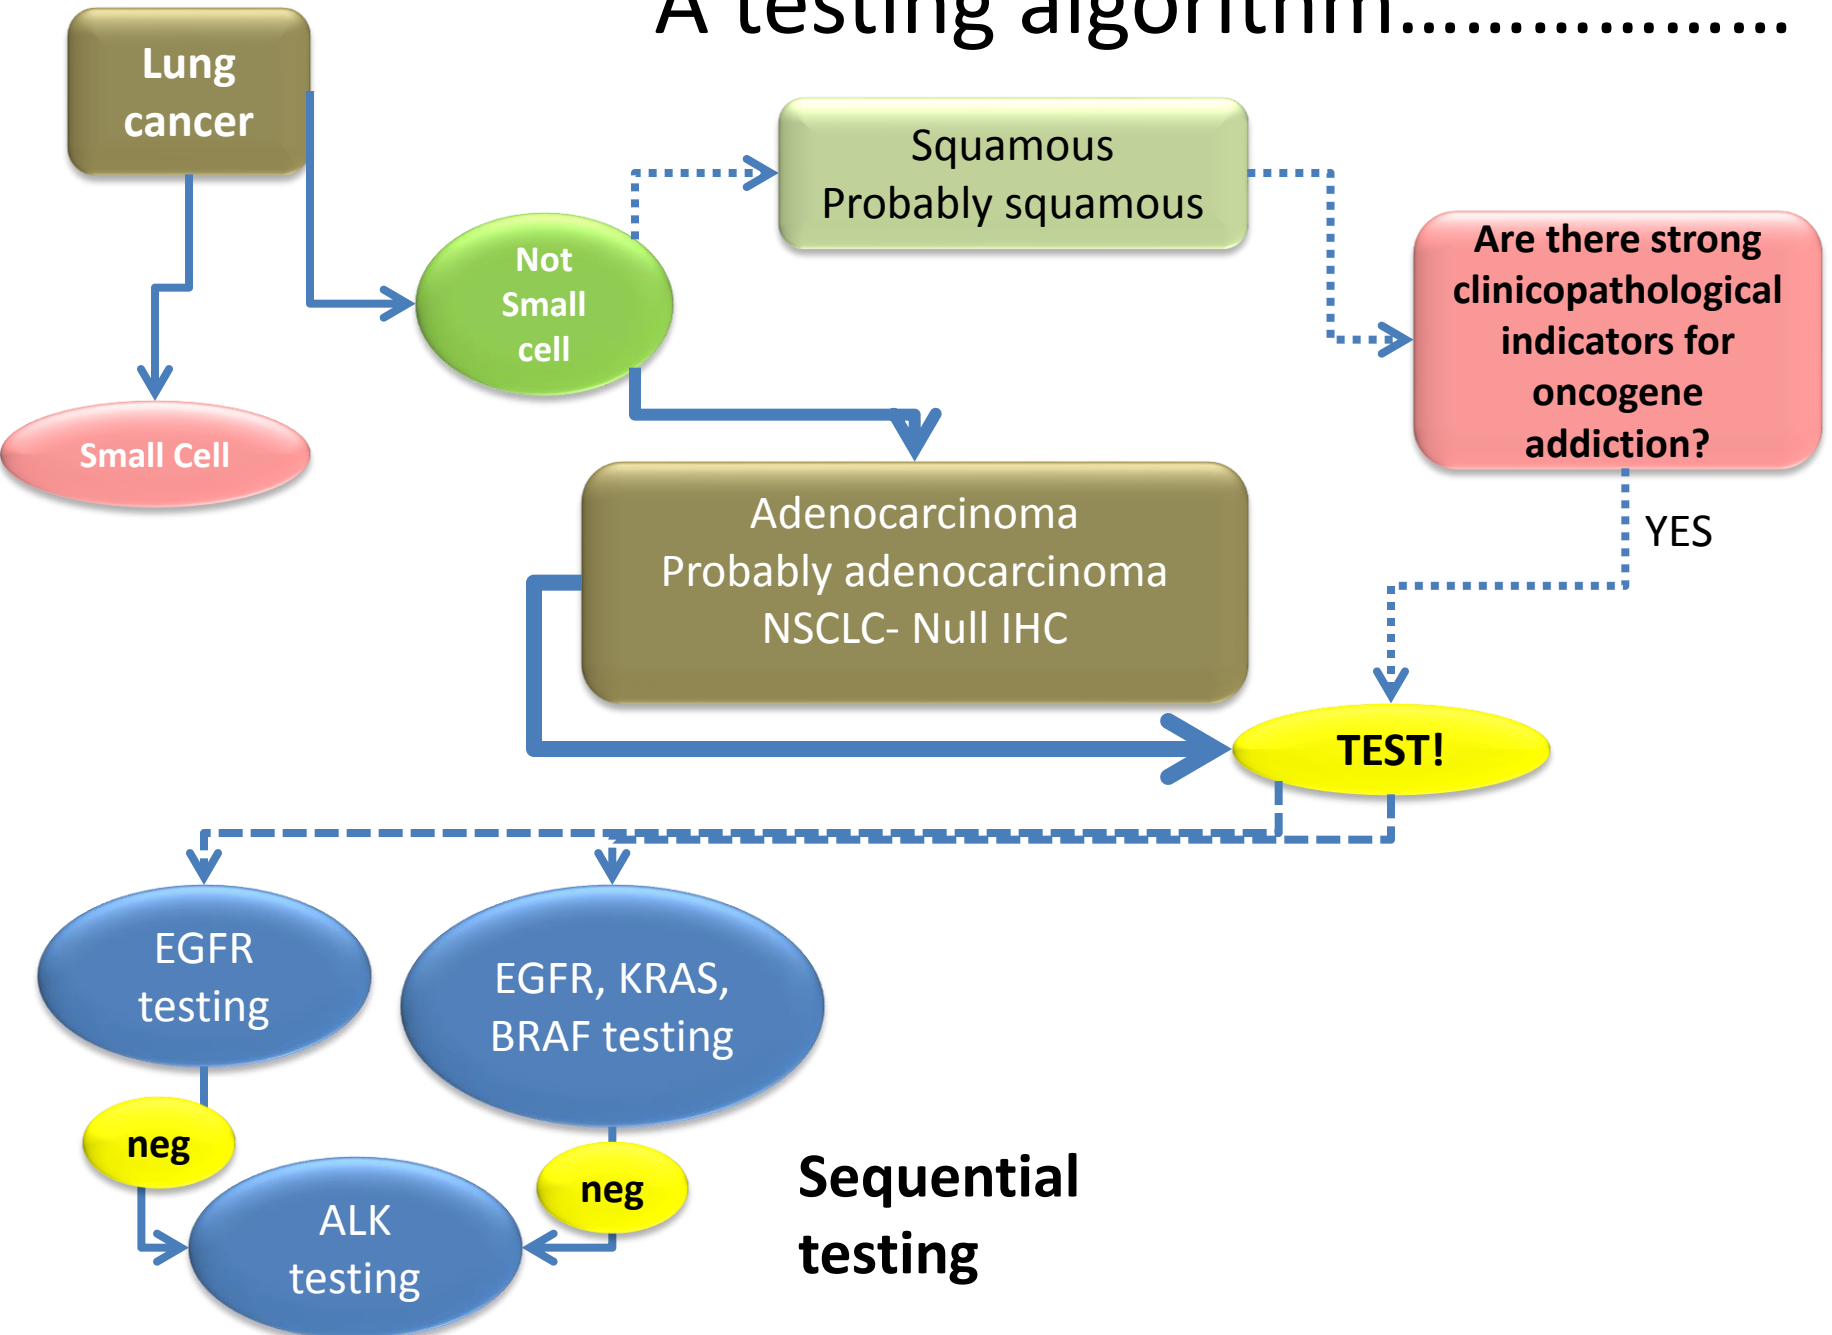 A testing algorithm..................
Lung
cancer
Squamous
Probably squamous
Not
Small
cell
Are there strong
clinicopathological
indicators for
oncogene
addiction?
Small Cell
Adenocarcinoma
Probably adenocarcinoma
NSCLC- Null IHC
YES
TEST!
EGFR
testing
EGFR, KRAS,
BRAF testing
neg
neg
ALK
testing
Sequential
testing